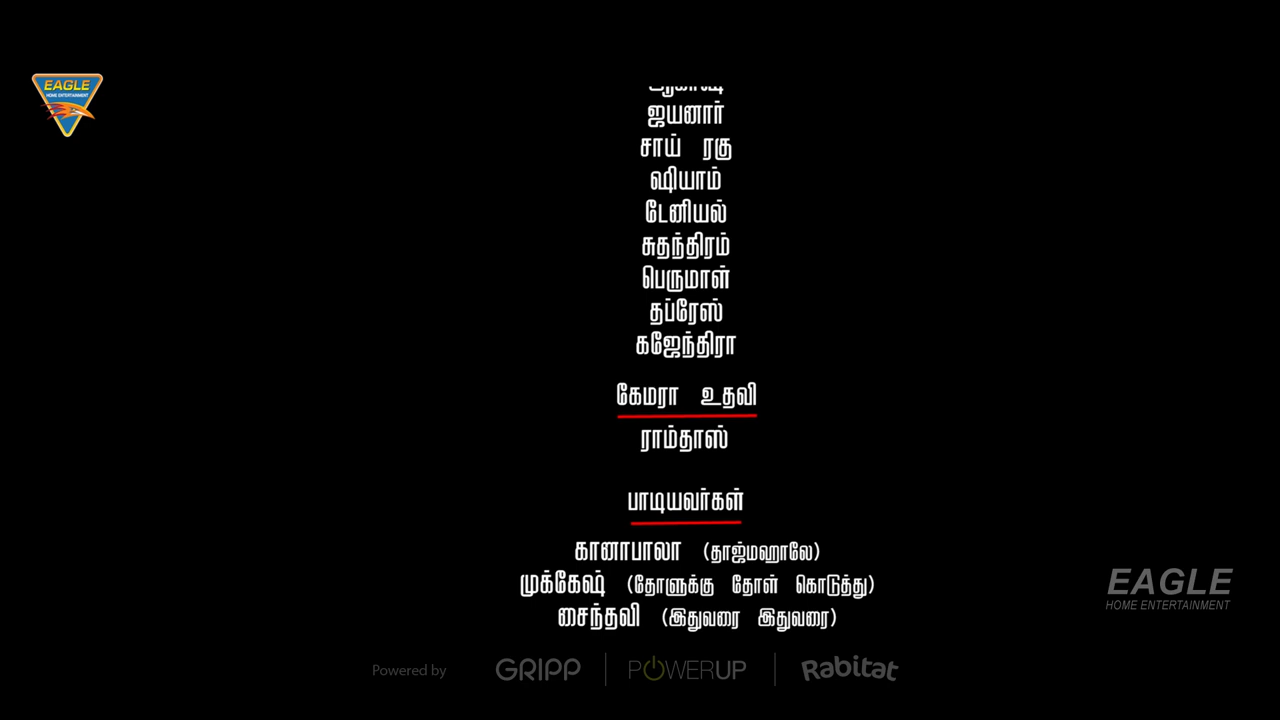 EAGLE
HOME ENTERTAINMENT
ஜயனார்
சாய் ரகு
ஷியாம்
டேனியல்
சுதந்திரம்
பெருமாள்
தப்ரேஸ்
கஜேந்திரா
கேமரா உதவி
ராம்தாஸ்
பாடியவர்கள்
கானாபாலா (தாஜ்மஹாலே)
முக்கேஷ் (தோளுக்கு தோள் கொடுத்து)
சைந்தவி (இதுவரை இதுவரை)
EAGLE
HOME ENTERTAINMENT
Powered by GRIPP POWERUP Rabitat